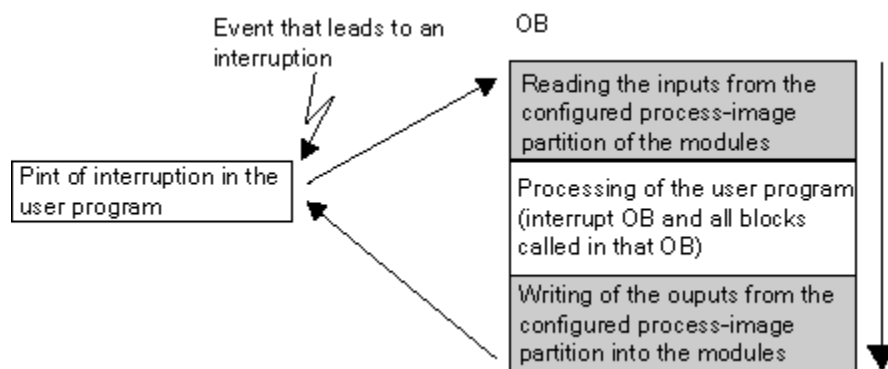 Event that leads to an
interruption
OB
Reading the inputs from the
configured process-image
partition of the modules
Pint of interruption in the
user program
Processing of the user program
(interrupt OB and all blocks
called in that OB)
Writing of the ouputs from the
configured process-image
partition into the modules